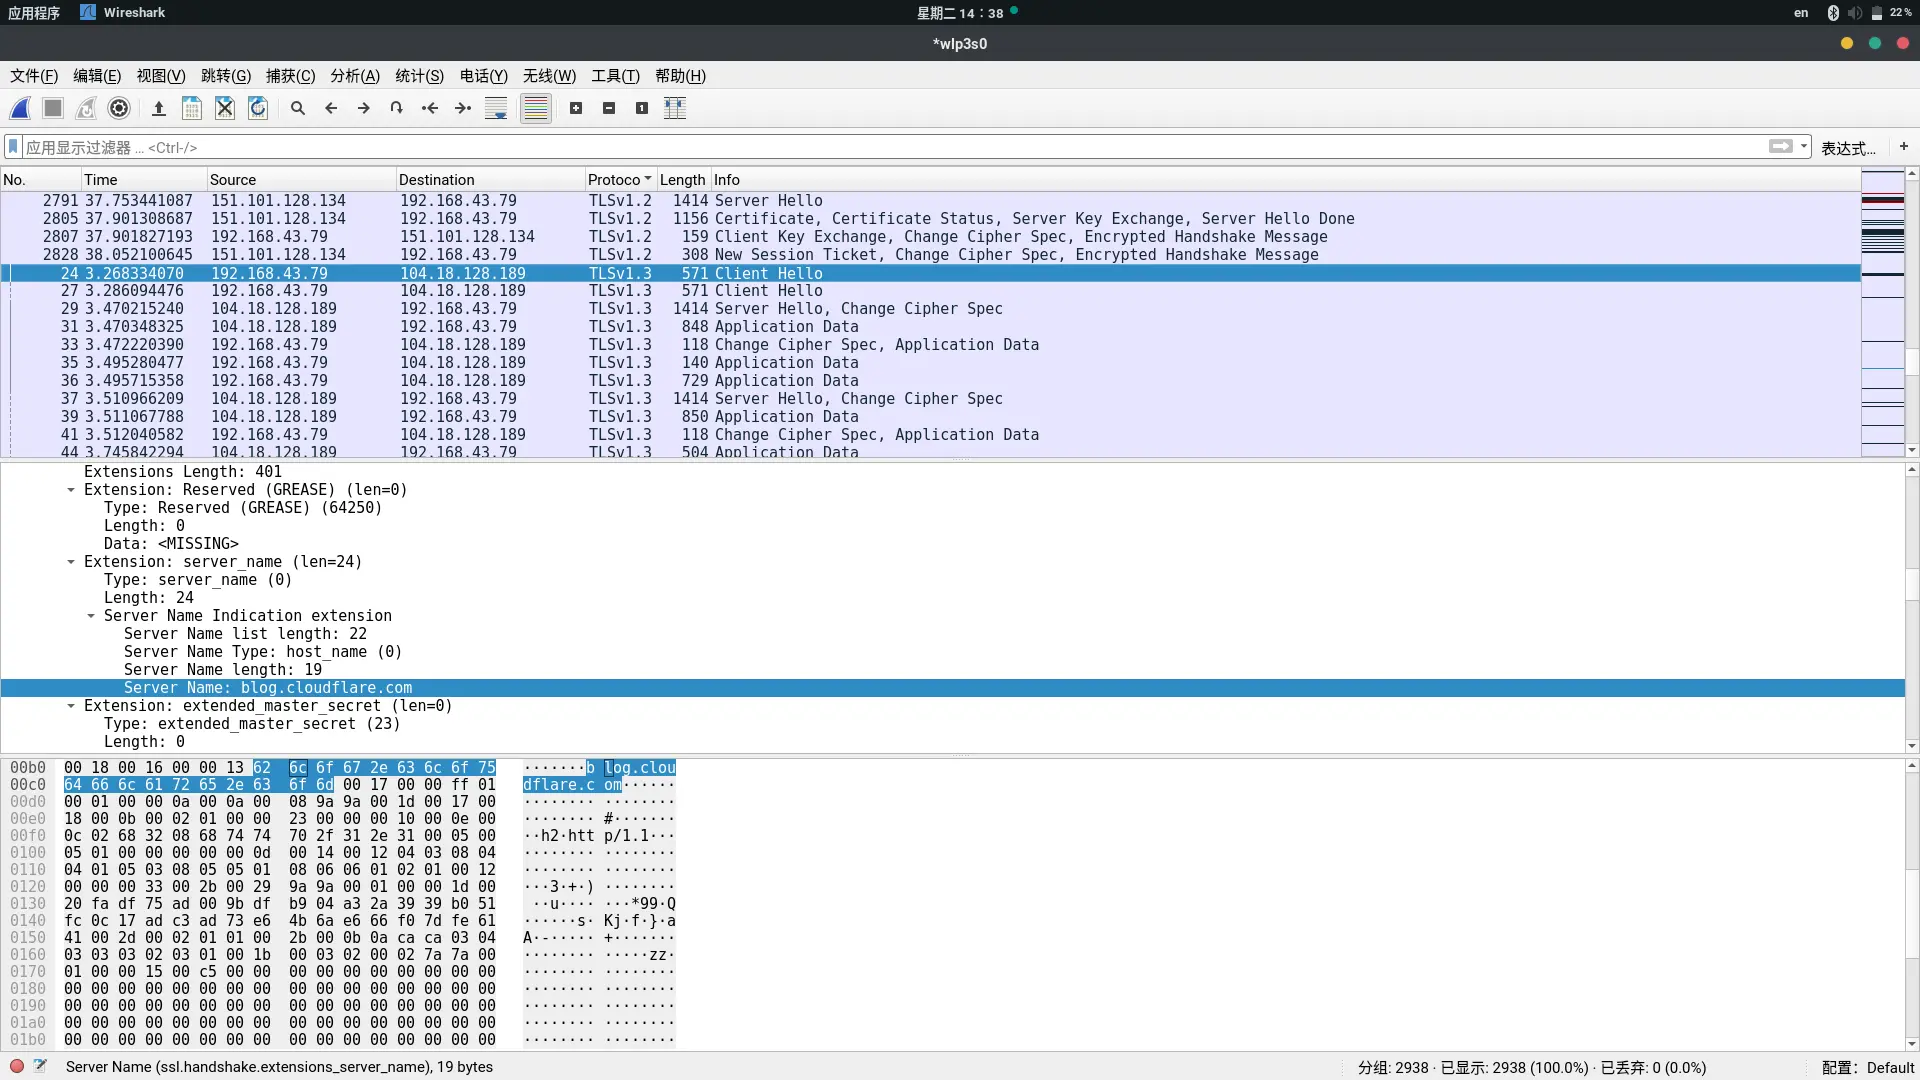 应用程序 Wireshark 星期二 14：38 en 22%
*wlp3s0
文件(F) 编辑(E) 视图(V) 跳转(G) 捕获(C) 分析(A) 统计(S) 电话(Y) 无线(W) 工具(T) 帮助(H)
应用显示过滤器 … <Ctrl-/> 表达式… +
No. Time Source Destination Protoco Length Info
2791 37.753441087 151.101.128.134 192.168.43.79 TLSv1.2 1414 Server Hello
2805 37.901308687 151.101.128.134 192.168.43.79 TLSv1.2 1156 Certificate, Certificate Status, Server Key Exchange, Server Hello Done
2807 37.901827193 192.168.43.79 151.101.128.134 TLSv1.2 159 Client Key Exchange, Change Cipher Spec, Encrypted Handshake Message
2828 38.052100645 151.101.128.134 192.168.43.79 TLSv1.2 308 New Session Ticket, Change Cipher Spec, Encrypted Handshake Message
24 3.268334070 192.168.43.79 104.18.128.189 TLSv1.3 571 Client Hello
27 3.286094476 192.168.43.79 104.18.128.189 TLSv1.3 571 Client Hello
29 3.470215240 104.18.128.189 192.168.43.79 TLSv1.3 1414 Server Hello, Change Cipher Spec
31 3.470348325 104.18.128.189 192.168.43.79 TLSv1.3 848 Application Data
33 3.472220390 192.168.43.79 104.18.128.189 TLSv1.3 118 Change Cipher Spec, Application Data
35 3.495280477 192.168.43.79 104.18.128.189 TLSv1.3 140 Application Data
36 3.495715358 192.168.43.79 104.18.128.189 TLSv1.3 729 Application Data
37 3.510966209 104.18.128.189 192.168.43.79 TLSv1.3 1414 Server Hello, Change Cipher Spec
39 3.511067788 104.18.128.189 192.168.43.79 TLSv1.3 850 Application Data
41 3.512040582 192.168.43.79 104.18.128.189 TLSv1.3 118 Change Cipher Spec, Application Data
44 3.745842294 104.18.128.189 192.168.43.79 TLSv1.3 504 Application Data
Extensions Length: 401
Extension: Reserved (GREASE) (len=0)
Type: Reserved (GREASE) (64250)
Length: 0
Data: <MISSING>
Extension: server_name (len=24)
Type: server_name (0)
Length: 24
Server Name Indication extension
Server Name list length: 22
Server Name Type: host_name (0)
Server Name length: 19
Server Name: blog.cloudflare.com
Extension: extended_master_secret (len=0)
Type: extended_master_secret (23)
Length: 0
00b0 00 18 00 16 00 00 13 62 6c 6f 67 2e 63 6c 6f 75 ·······b log.clou
00c0 64 66 6c 61 72 65 2e 63 6f 6d 00 17 00 00 ff 01 dflare.c om······
00d0 00 01 00 00 0a 00 0a 00 08 9a 9a 00 1d 00 17 00 ········ ········
00e0 18 00 0b 00 02 01 00 00 23 00 00 00 10 00 0e 00 ········ #·······
00f0 0c 02 68 32 08 68 74 74 70 2f 31 2e 31 00 05 00 ··h2·htt p/1.1···
0100 05 01 00 00 00 00 00 0d 00 14 00 12 04 03 08 04 ········ ········
0110 04 01 05 03 08 05 05 01 08 06 06 01 02 01 00 12 ········ ········
0120 00 00 00 33 00 2b 00 29 9a 9a 00 01 00 00 1d 00 ···3·+·) ········
0130 20 fa df 75 ad 00 9b df b9 04 a3 2a 39 39 b0 51  ··u···· ···*99·Q
0140 fc 0c 17 ad c3 ad 73 e6 4b 6a e6 66 f0 7d fe 61 ······s· Kj·f·}·a
0150 41 00 2d 00 02 01 01 00 2b 00 0b 0a ca ca 03 04 A·-····· +·······
0160 03 03 03 02 03 01 00 1b 00 03 02 00 02 7a 7a 00 ········ ·····zz·
0170 01 00 00 15 00 c5 00 00 00 00 00 00 00 00 00 00 ········ ········
0180 00 00 00 00 00 00 00 00 00 00 00 00 00 00 00 00 ········ ········
0190 00 00 00 00 00 00 00 00 00 00 00 00 00 00 00 00 ········ ········
01a0 00 00 00 00 00 00 00 00 00 00 00 00 00 00 00 00 ········ ········
01b0 00 00 00 00 00 00 00 00 00 00 00 00 00 00 00 00 ········ ········
Server Name (ssl.handshake.extensions_server_name), 19 bytes 分组: 2938 · 已显示: 2938 (100.0%) · 已丢弃: 0 (0.0%) 配置：Default